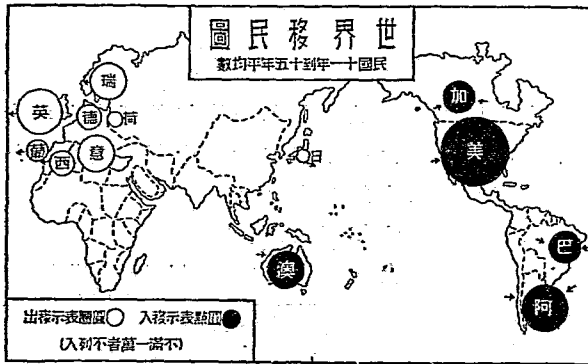 世界移民圖
民國十一年到十五年平均數
瑞
英
德
荷
葡
西
意
日
加
美
巴
阿
澳
圓點表示移入 圓圈表示移出
(不滿一萬者不列入)